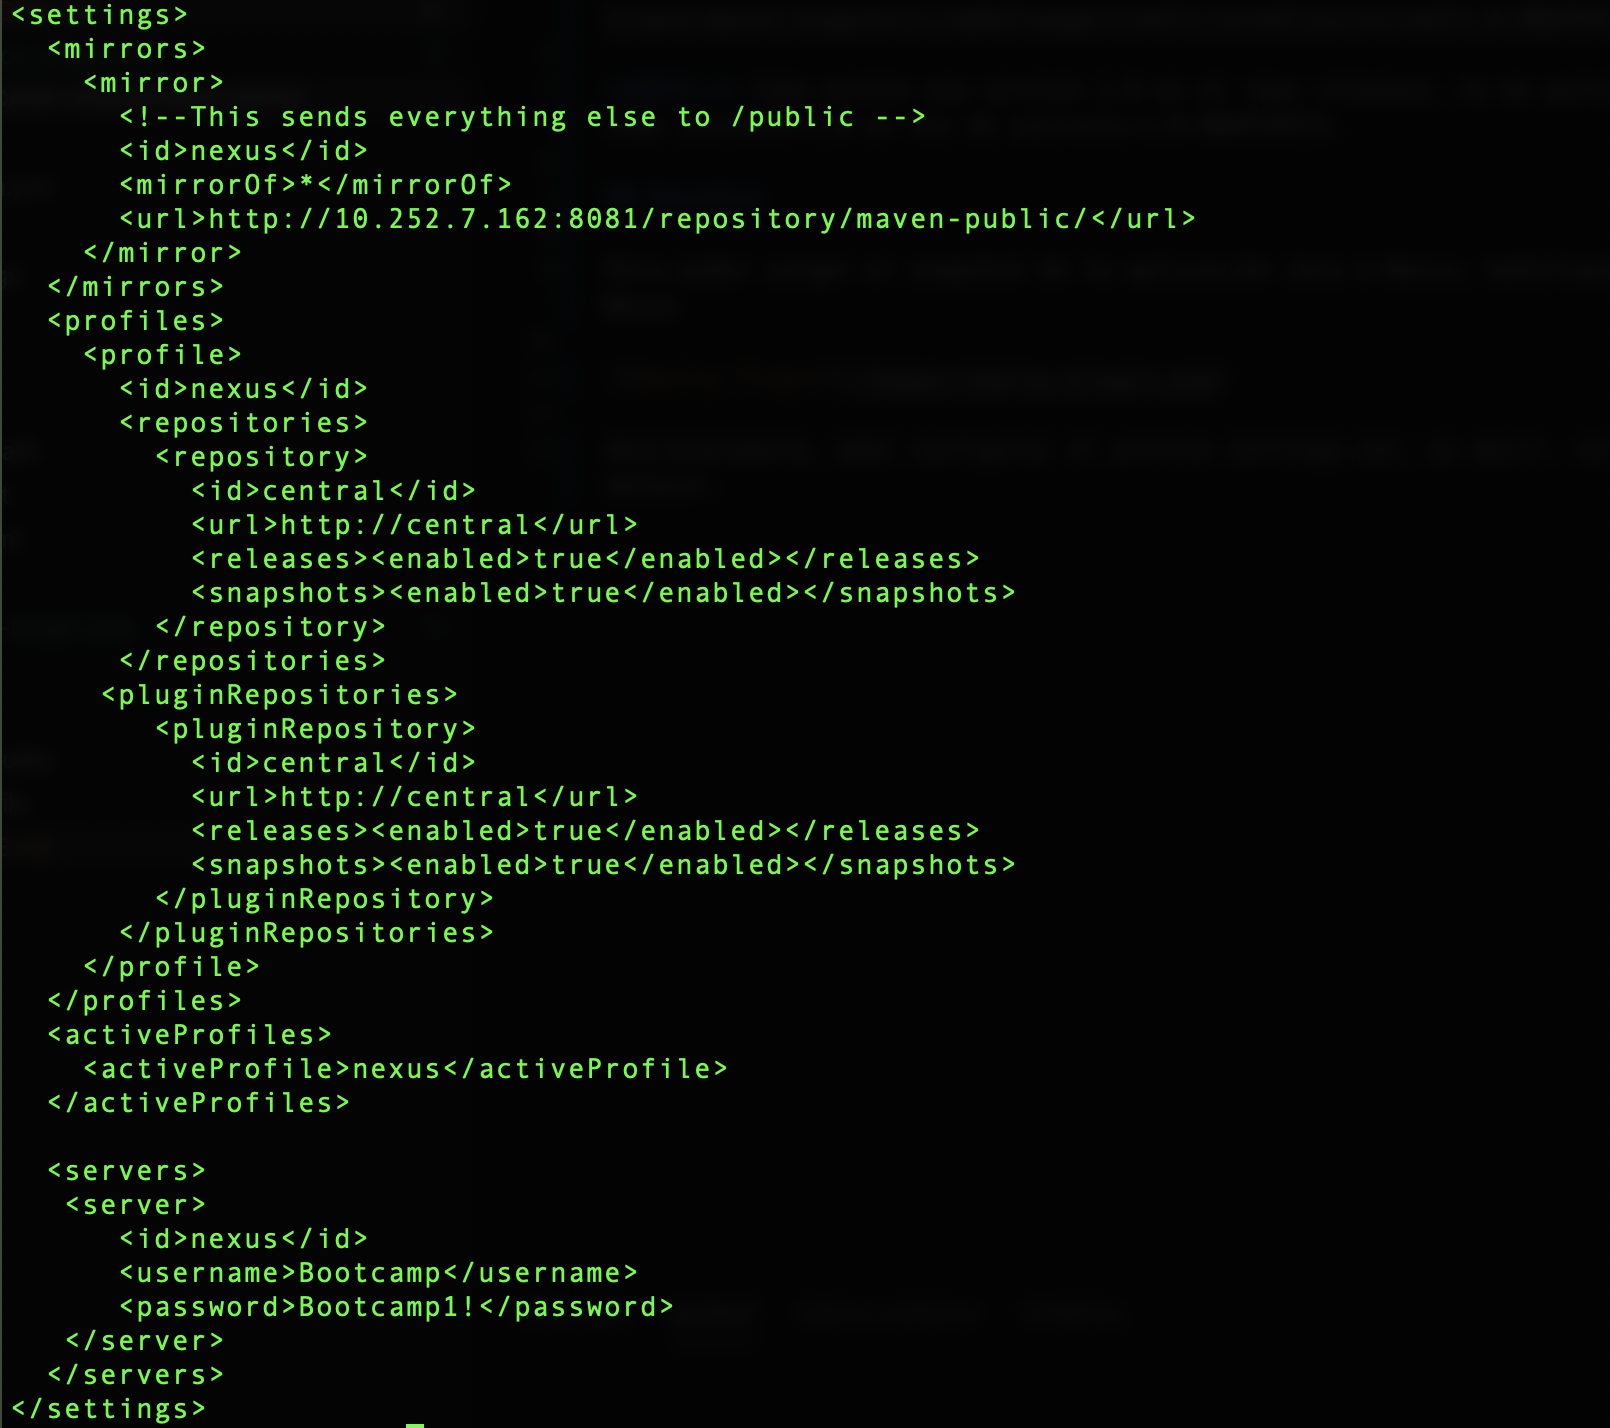 <settings>
  <mirrors>
    <mirror>
      <!--This sends everything else to /public -->
      <id>nexus</id>
      <mirrorOf>*</mirrorOf>
      <url>http://10.252.7.162:8081/repository/maven-public/</url>
    </mirror>
  </mirrors>
  <profiles>
    <profile>
      <id>nexus</id>
      <repositories>
        <repository>
          <id>central</id>
          <url>http://central</url>
          <releases><enabled>true</enabled></releases>
          <snapshots><enabled>true</enabled></snapshots>
        </repository>
      </repositories>
     <pluginRepositories>
        <pluginRepository>
          <id>central</id>
          <url>http://central</url>
          <releases><enabled>true</enabled></releases>
          <snapshots><enabled>true</enabled></snapshots>
        </pluginRepository>
      </pluginRepositories>
    </profile>
  </profiles>
  <activeProfiles>
    <activeProfile>nexus</activeProfile>
  </activeProfiles>

  <servers>
   <server>
      <id>nexus</id>
      <username>Bootcamp</username>
      <password>Bootcamp1!</password>
   </server>
  </servers>
</settings>